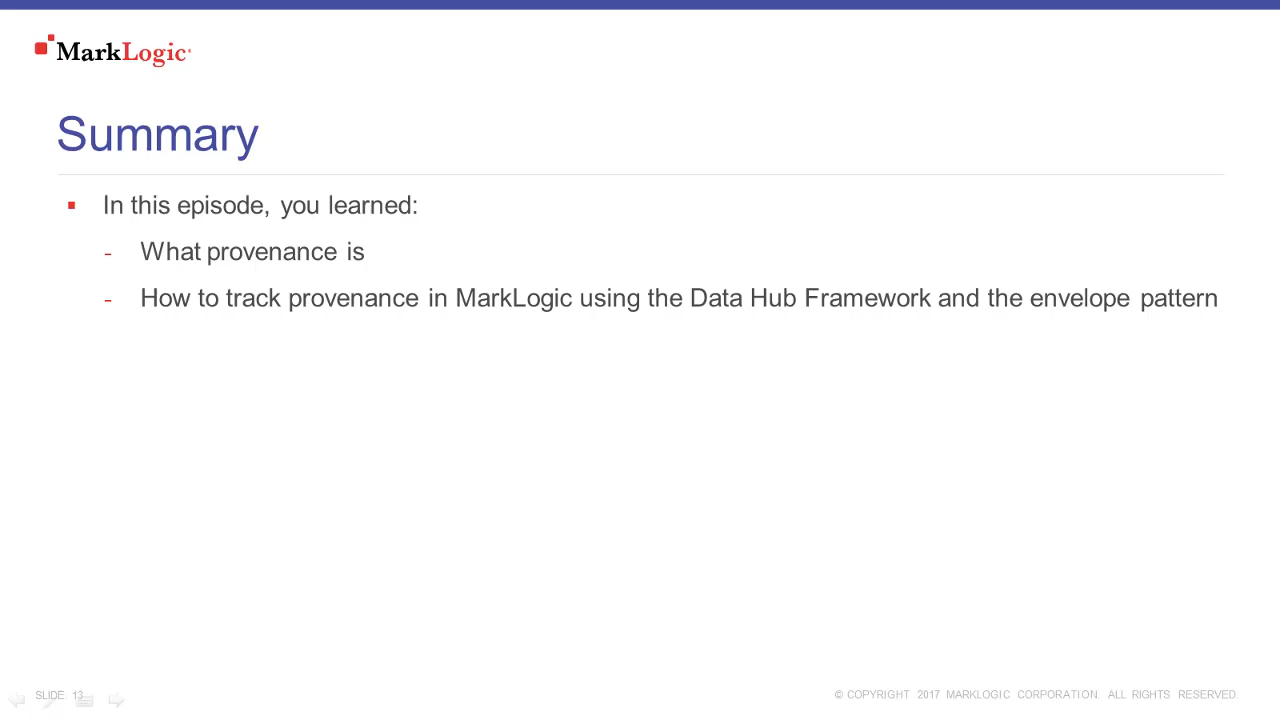 MarkLogic
Summary
In this episode, you learned:
- What provenance is
- How to track provenance in MarkLogic using the Data Hub Framework and the envelope pattern
SLIDE: 13
© COPYRIGHT 2017 MARKLOGIC CORPORATION. ALL RIGHTS RESERVED.